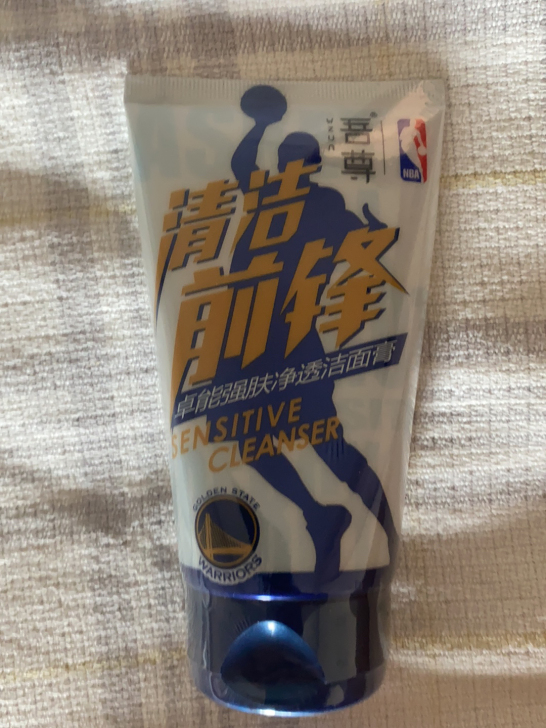 吾尊
NBA
清洁
前锋
卓能强肤净透洁面膏
SENSITIVE
CLEANSER
GOLDEN STATE
WARRIORS